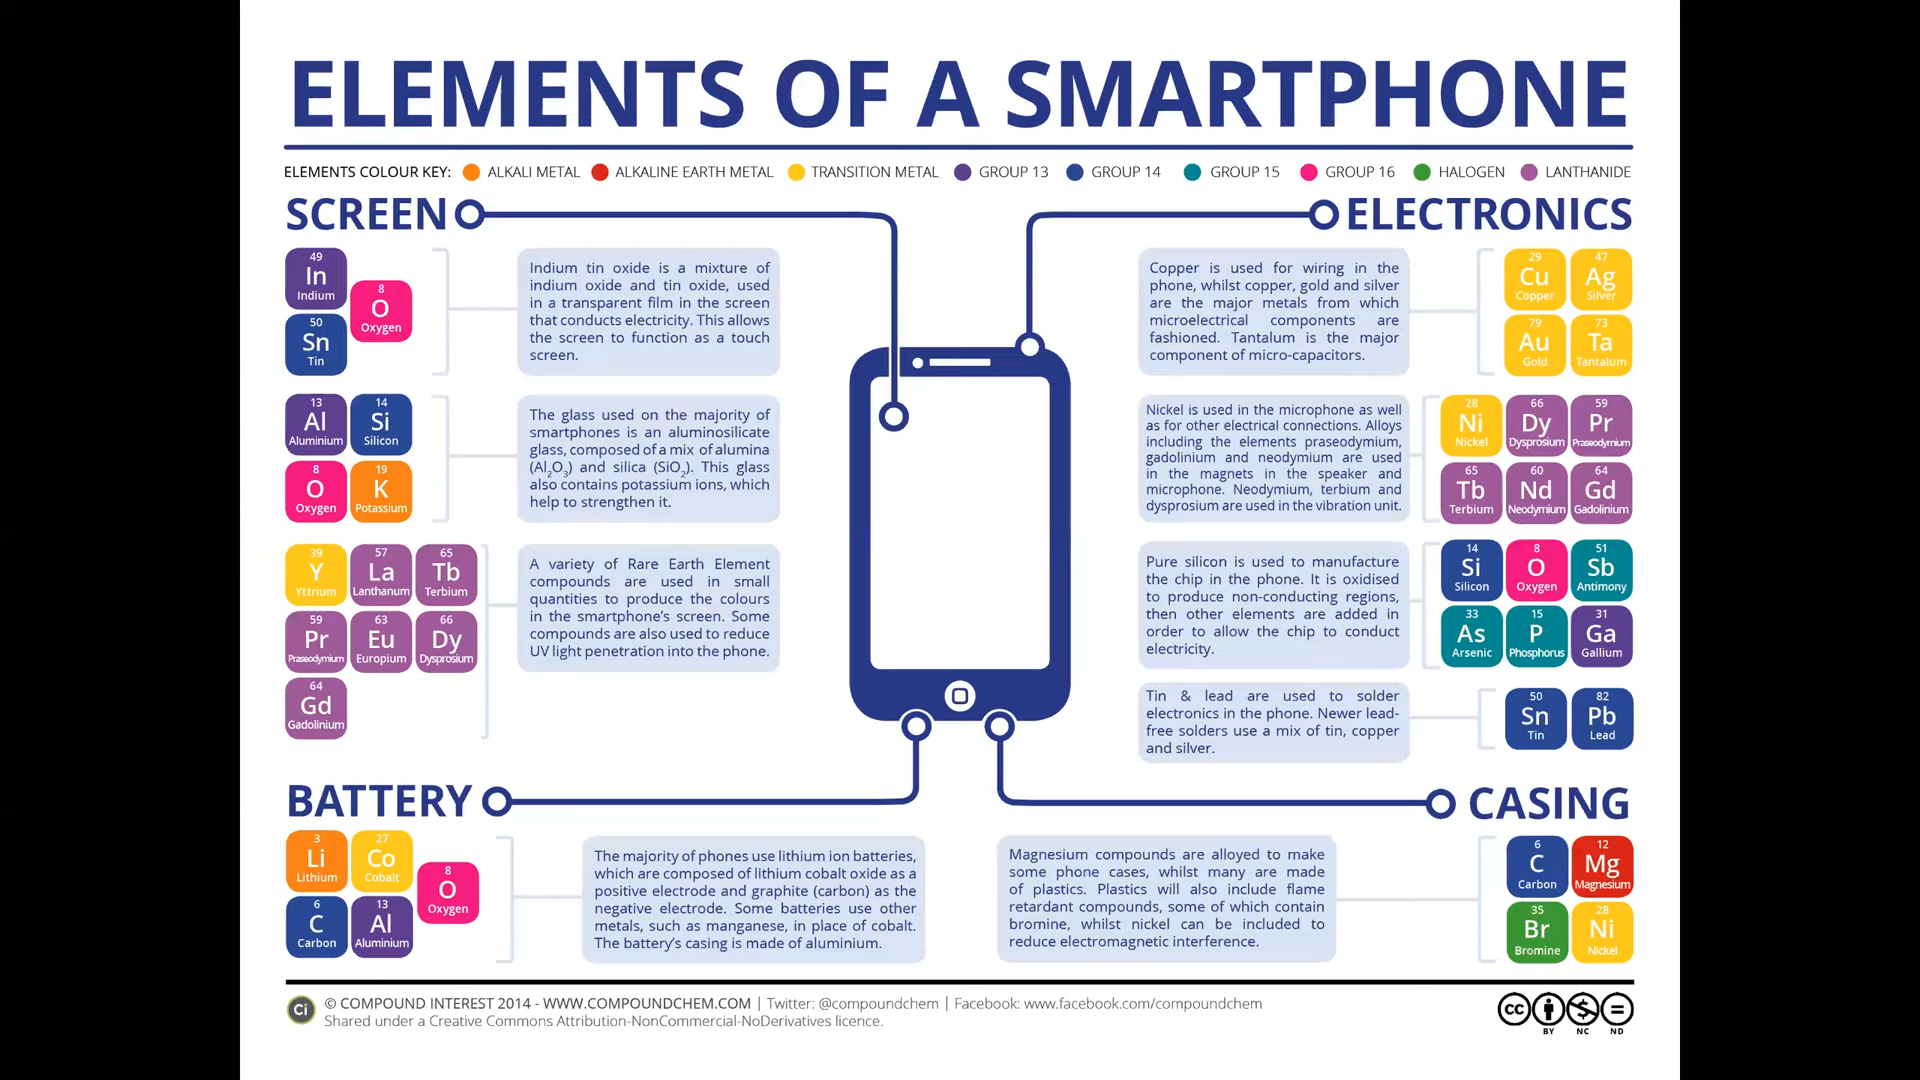 ELEMENTS OF A SMARTPHONE
ELEMENTS COLOUR KEY: ALKALI METAL ALKALINE EARTH METAL TRANSITION METAL GROUP 13 GROUP 14 GROUP 15 GROUP 16 HALOGEN LANTHANIDE
SCREEN
49
In
Indium
8
O
Oxygen
50
Sn
Tin
Indium tin oxide is a mixture of
indium oxide and tin oxide, used
in a transparent film in the screen
that conducts electricity. This allows
the screen to function as a touch
screen.
13
Al
Aluminium
14
Si
Silicon
8
O
Oxygen
19
K
Potassium
The glass used on the majority of
smartphones is an aluminosilicate
glass, composed of a mix of alumina
(Al₂O₃) and silica (SiO₂). This glass
also contains potassium ions, which
help to strengthen it.
39
Y
Yttrium
57
La
Lanthanum
65
Tb
Terbium
59
Pr
Praseodymium
63
Eu
Europium
66
Dy
Dysprosium
64
Gd
Gadolinium
A variety of Rare Earth Element
compounds are used in small
quantities to produce the colours
in the smartphone's screen. Some
compounds are also used to reduce
UV light penetration into the phone.
ELECTRONICS
Copper is used for wiring in the
phone, whilst copper, gold and silver
are the major metals from which
microelectrical components are
fashioned. Tantalum is the major
component of micro-capacitors.
29
Cu
Copper
47
Ag
Silver
79
Au
Gold
73
Ta
Tantalum
Nickel is used in the microphone as well
as for other electrical connections. Alloys
including the elements praseodymium,
gadolinium and neodymium are used
in the magnets in the speaker and
microphone. Neodymium, terbium and
dysprosium are used in the vibration unit.
28
Ni
Nickel
66
Dy
Dysprosium
59
Pr
Praseodymium
65
Tb
Terbium
60
Nd
Neodymium
64
Gd
Gadolinium
Pure silicon is used to manufacture
the chip in the phone. It is oxidised
to produce non-conducting regions,
then other elements are added in
order to allow the chip to conduct
electricity.
14
Si
Silicon
8
O
Oxygen
51
Sb
Antimony
33
As
Arsenic
15
P
Phosphorus
31
Ga
Gallium
Tin & lead are used to solder
electronics in the phone. Newer lead-
free solders use a mix of tin, copper
and silver.
50
Sn
Tin
82
Pb
Lead
BATTERY
3
Li
Lithium
27
Co
Cobalt
8
O
Oxygen
6
C
Carbon
13
Al
Aluminium
The majority of phones use lithium ion batteries,
which are composed of lithium cobalt oxide as a
positive electrode and graphite (carbon) as the
negative electrode. Some batteries use other
metals, such as manganese, in place of cobalt.
The battery's casing is made of aluminium.
CASING
Magnesium compounds are alloyed to make
some phone cases, whilst many are made
of plastics. Plastics will also include flame
retardant compounds, some of which contain
bromine, whilst nickel can be included to
reduce electromagnetic interference.
6
C
Carbon
12
Mg
Magnesium
35
Br
Bromine
28
Ni
Nickel
Ci
© COMPOUND INTEREST 2014 - WWW.COMPOUNDCHEM.COM | Twitter: @compoundchem | Facebook: www.facebook.com/compoundchem
Shared under a Creative Commons Attribution-NonCommercial-NoDerivatives licence.
cc
BY NC ND